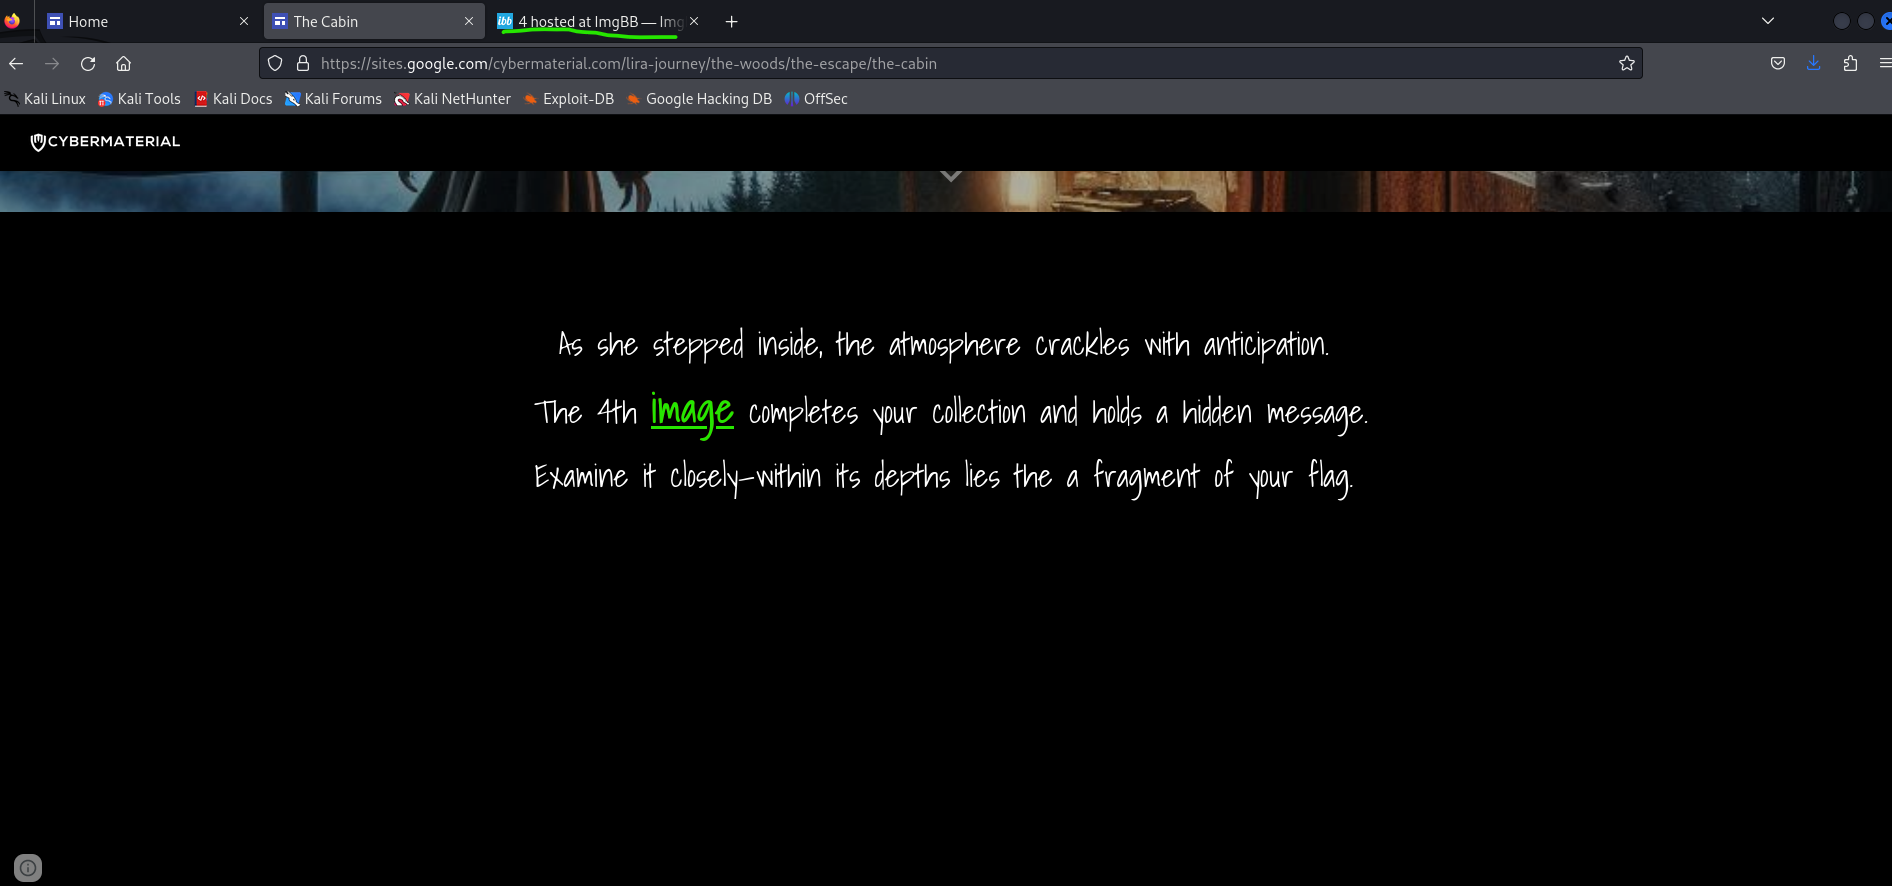 Home
The Cabin
ibb 4 hosted at ImgBB — Img
https://sites.google.com/cybermaterial.com/lira-journey/the-woods/the-escape/the-cabin
Kali Linux Kali Tools Kali Docs Kali Forums Kali NetHunter Exploit-DB Google Hacking DB OffSec
CYBERMATERIAL
As she stepped inside, the atmosphere crackles with anticipation.
The 4th image completes your collection and holds a hidden message.
Examine it closely—within its depths lies the a fragment of your flag.